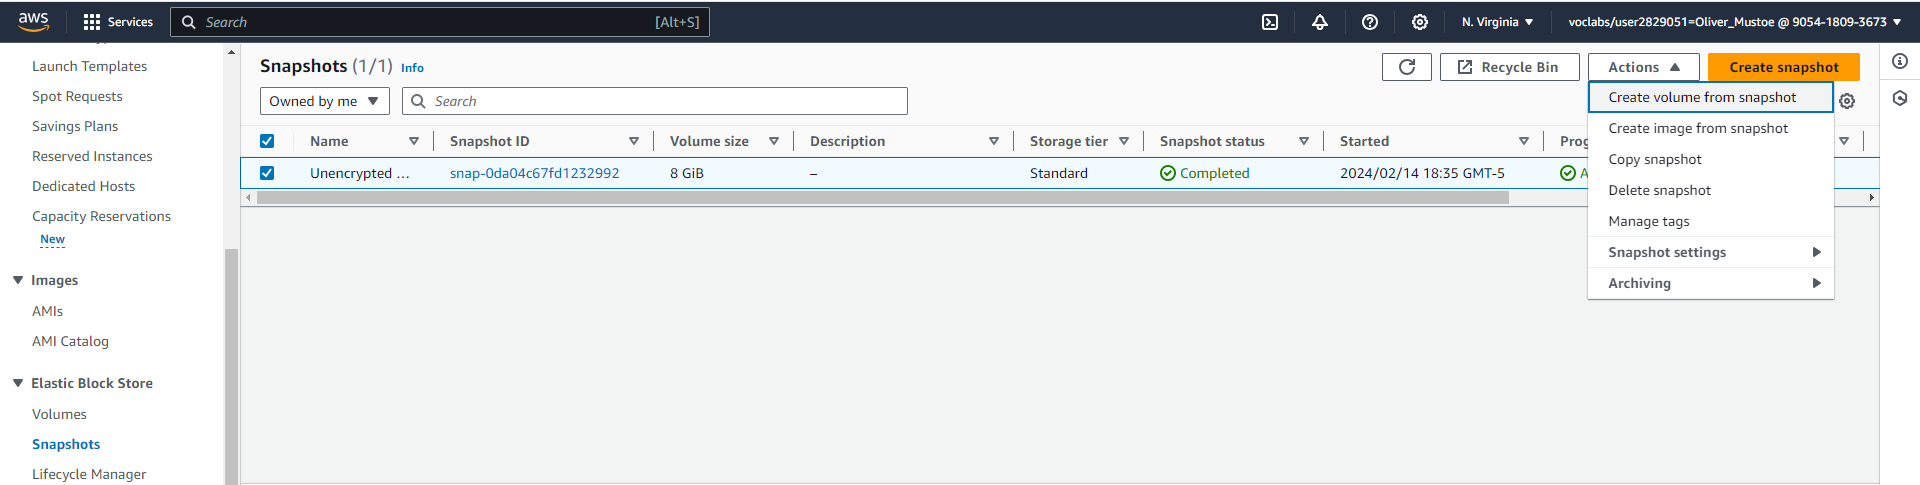 aws Services Search [Alt+S] N. Virginia voclabs/user2829051=Oliver_Mustoe @ 9054-1809-3673
Launch Templates
Spot Requests
Savings Plans
Reserved Instances
Dedicated Hosts
Capacity Reservations
New
Images
AMIs
AMI Catalog
Elastic Block Store
Volumes
Snapshots
Lifecycle Manager
Snapshots (1/1) Info
Recycle Bin Actions Create snapshot
Owned by me Search
Name Snapshot ID Volume size Description Storage tier Snapshot status Started Prog
Unencrypted ... snap-0da04c67fd1232992 8 GiB – Standard Completed 2024/02/14 18:35 GMT-5 A
Create volume from snapshot
Create image from snapshot
Copy snapshot
Delete snapshot
Manage tags
Snapshot settings
Archiving